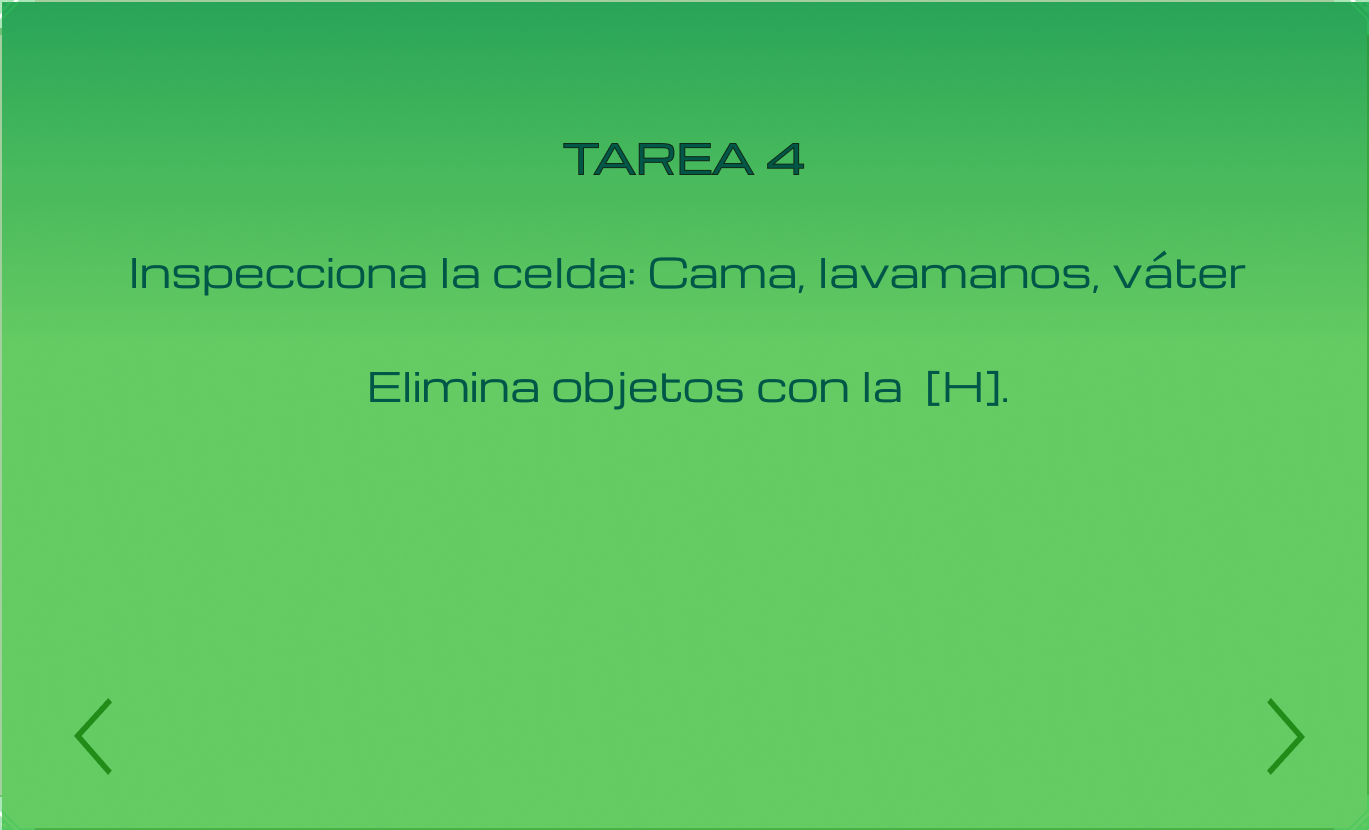 TAREA 4
Inspecciona la celda: Cama, lavamanos, váter
Elimina objetos con la  [H].